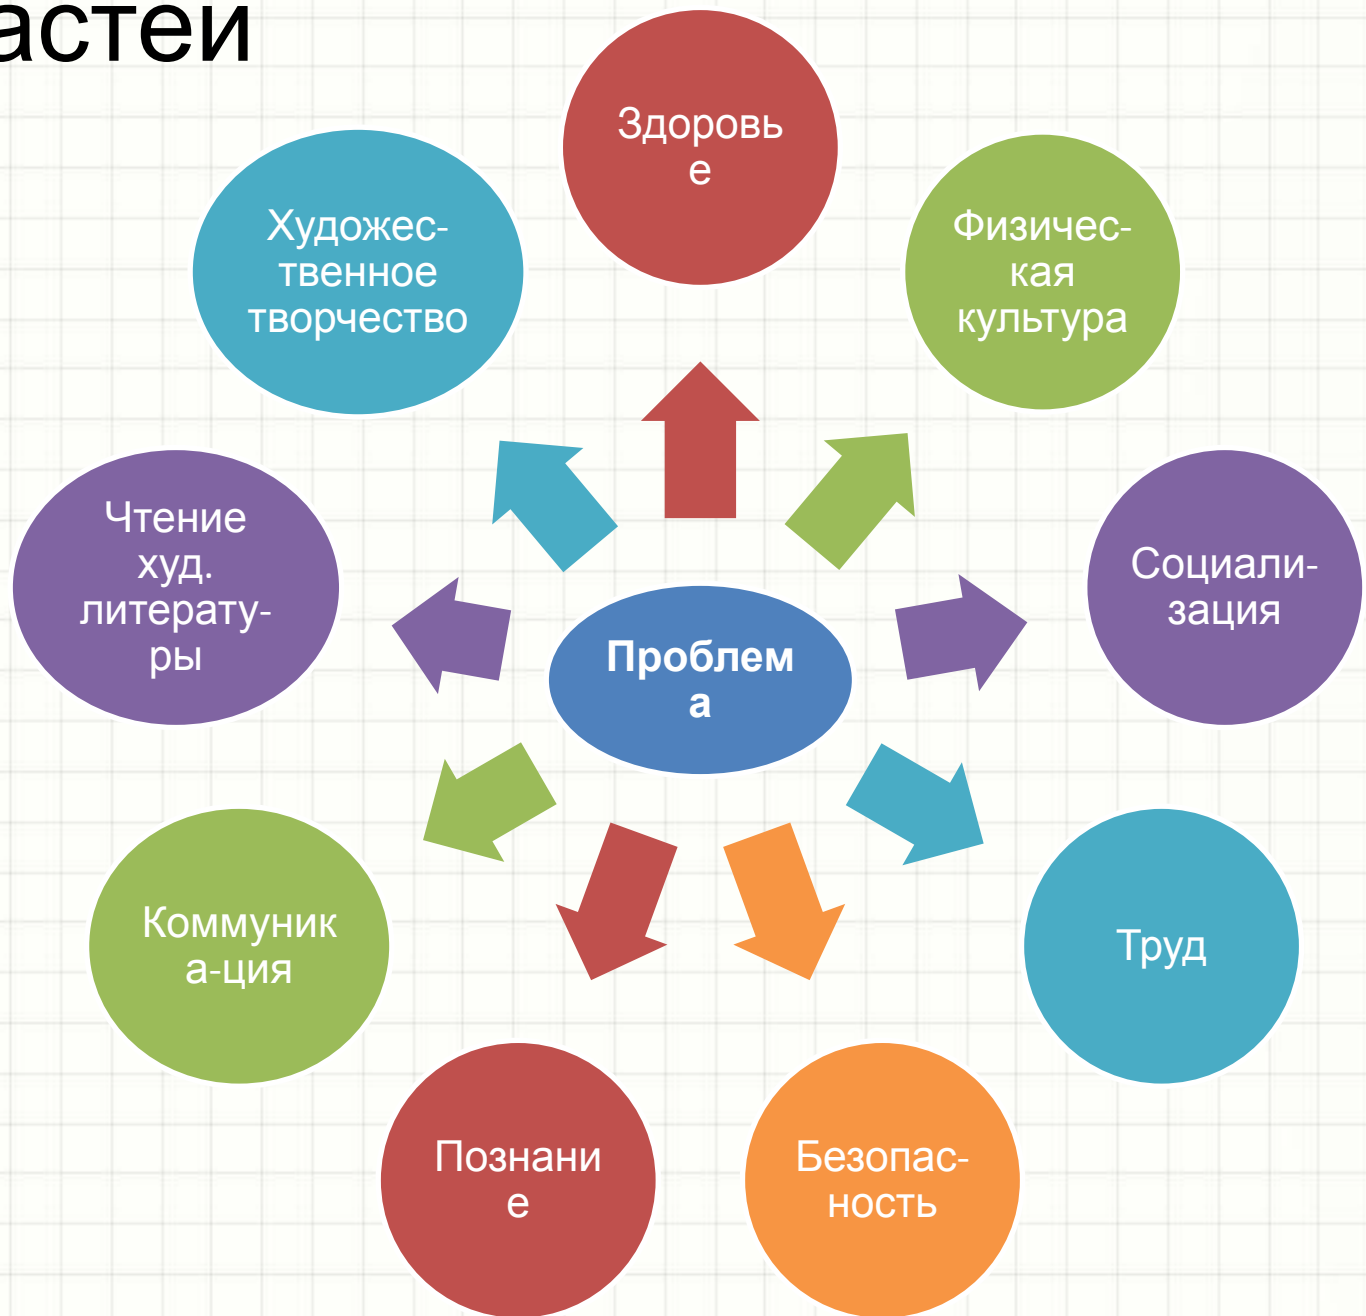 астей
Здоровь
е
Физичес-
кая
культура
Социали-
зация
Труд
Безопас-
ность
Познани
е
Коммуник
а-ция
Чтение
худ.
литерату-
ры
Художес-
твенное
творчество
Проблем
а